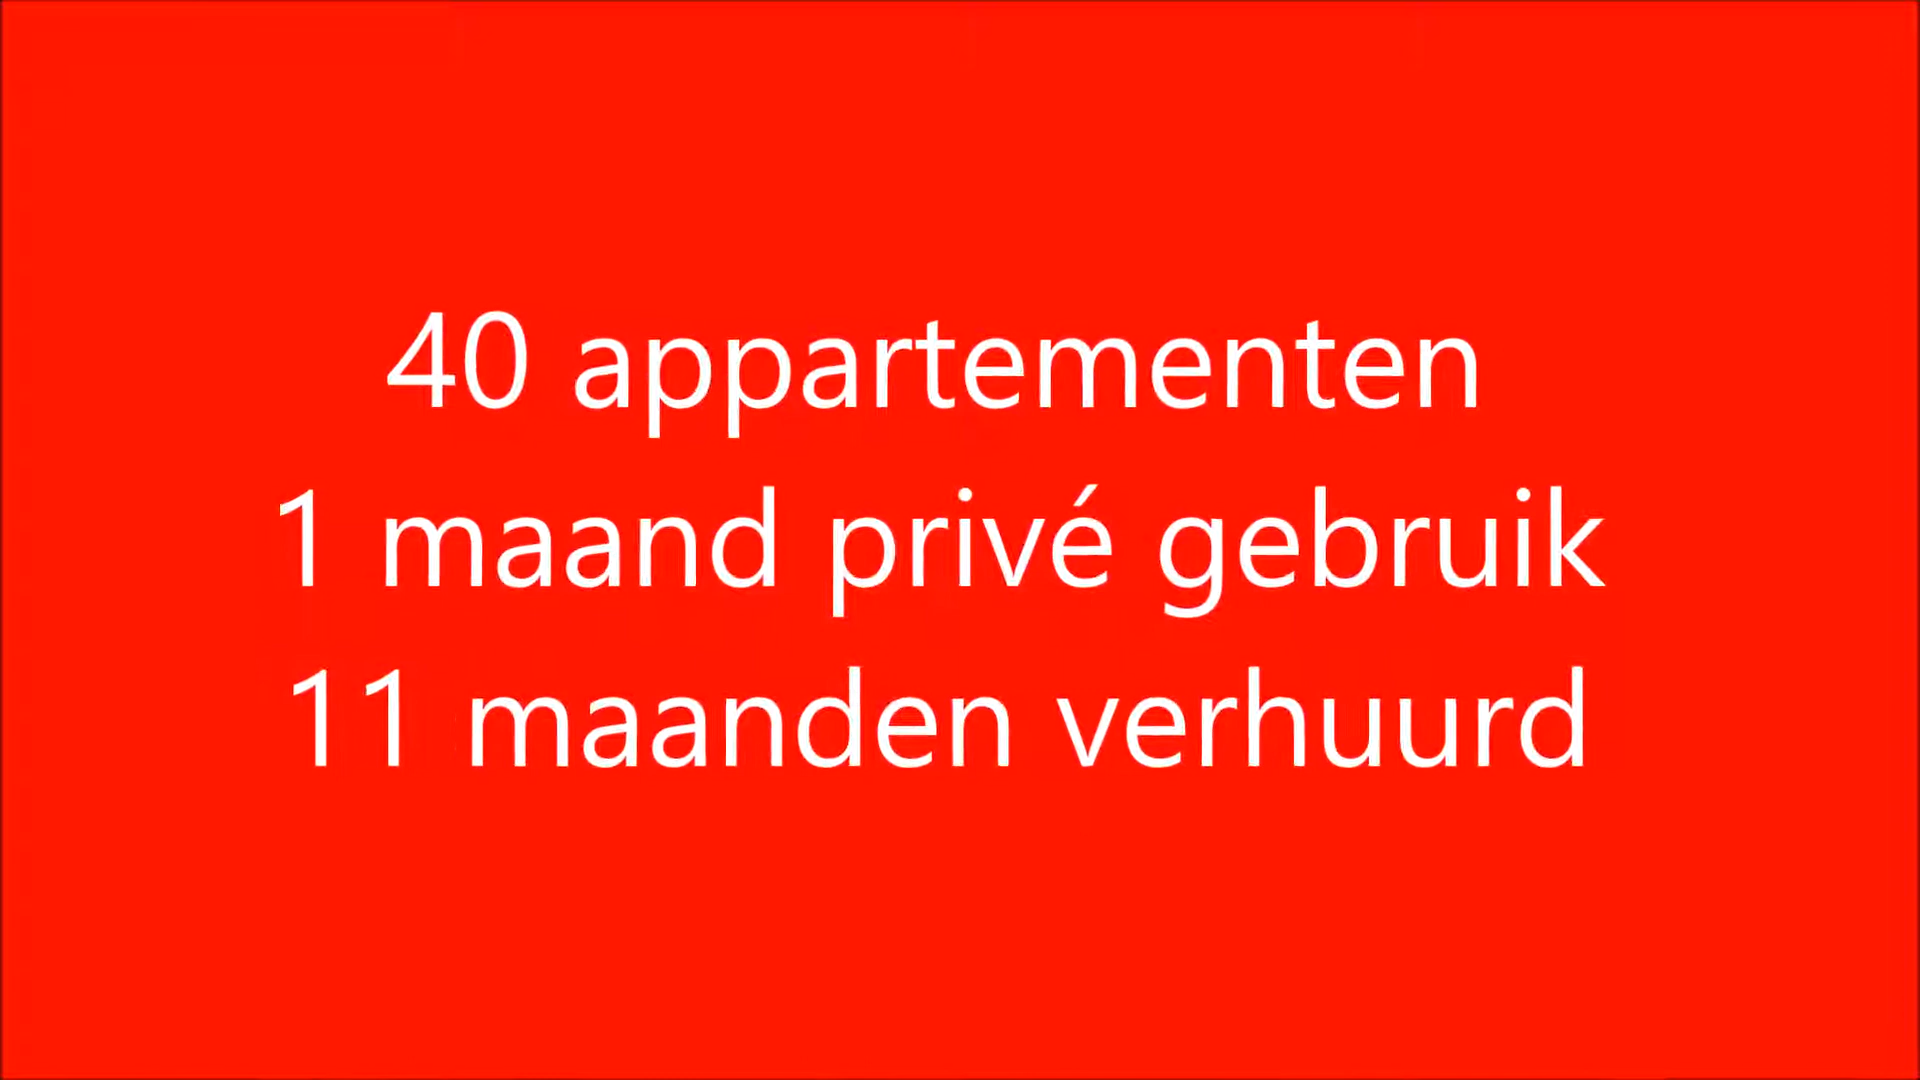 40 appartementen
1 maand privé gebruik
11 maanden verhuurd